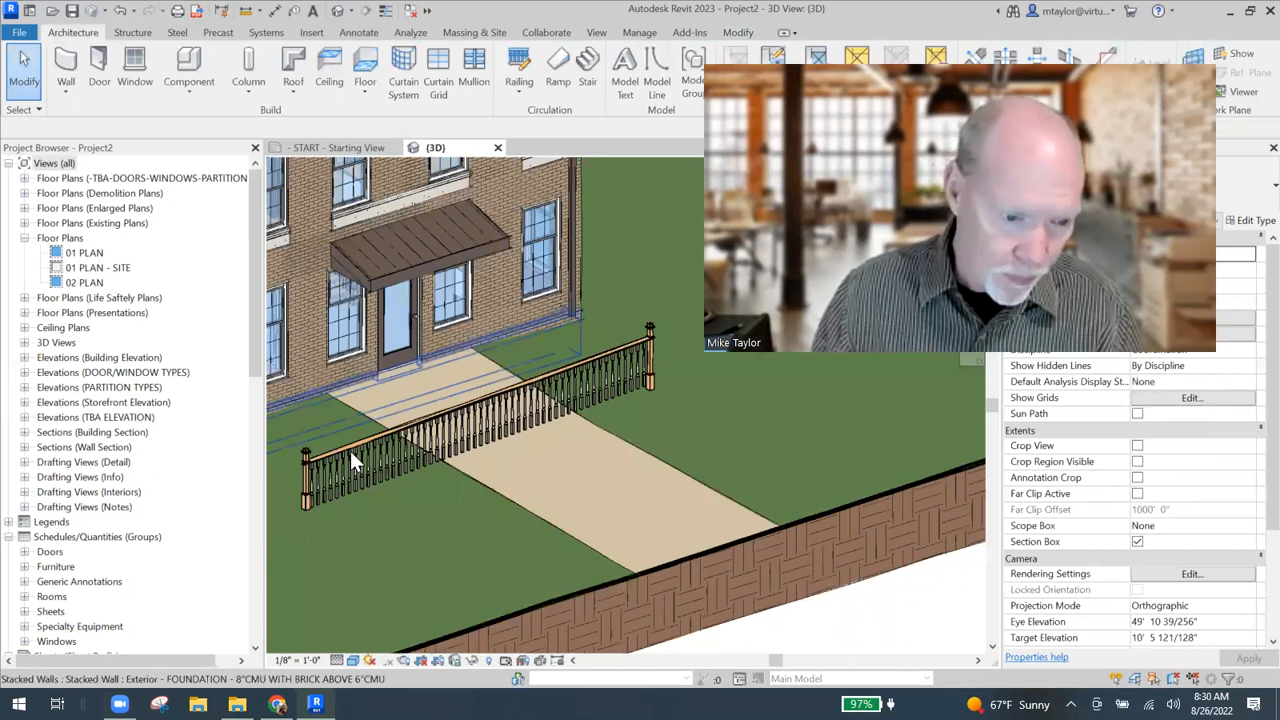 Autodesk Revit 2023 - Project2 - 3D View: {3D}
mtaylor@virtu...
File Architecture Structure Steel Precast Systems Insert Annotate Analyze Massing & Site Collaborate View Manage Add-Ins Modify
Modify Wall Door Window Component Column Roof Ceiling Floor Curtain System Curtain Grid Mullion Railing Ramp Stair Model Text Model Line
Show
Ref Plane
Viewer
Select Build Circulation Model
Project Browser - Project2
START - Starting View
{3D}
Views (all)
Floor Plans (-TBA-DOORS-WINDOWS-PARTITION
Floor Plans (Demolition Plans)
Floor Plans (Enlarged Plans)
Floor Plans (Existing Plans)
Floor Plans
01 PLAN
01 PLAN - SITE
02 PLAN
Floor Plans (Life Saftely Plans)
Floor Plans (Presentations)
Ceiling Plans
3D Views
Elevations (Building Elevation)
Elevations (DOOR/WINDOW TYPES)
Elevations (PARTITION TYPES)
Elevations (Storefront Elevation)
Elevations (TBA ELEVATION)
Sections (Building Section)
Sections (Wall Section)
Drafting Views (Detail)
Drafting Views (Info)
Drafting Views (Interiors)
Drafting Views (Notes)
Legends
Schedules/Quantities (Groups)
Doors
Furniture
Generic Annotations
Rooms
Sheets
Specialty Equipment
Windows
Mike Taylor
Edit Type
Show Hidden Lines By Discipline
Default Analysis Display St... None
Show Grids Edit...
Sun Path
Extents
Crop View
Crop Region Visible
Annotation Crop
Far Clip Active
Far Clip Offset 1000' 0"
Scope Box None
Section Box
Camera
Rendering Settings Edit...
Locked Orientation
Projection Mode Orthographic
Eye Elevation 49' 10 39/256"
Target Elevation 10' 5 121/128"
Properties help Apply
1/8" = 1'-0"
Stacked Walls : Stacked Wall : Exterior - FOUNDATION - 8"CMU WITH BRICK ABOVE 6"CMU
:0
Main Model
:0
97%
67°F Sunny
8:30 AM
8/26/2022